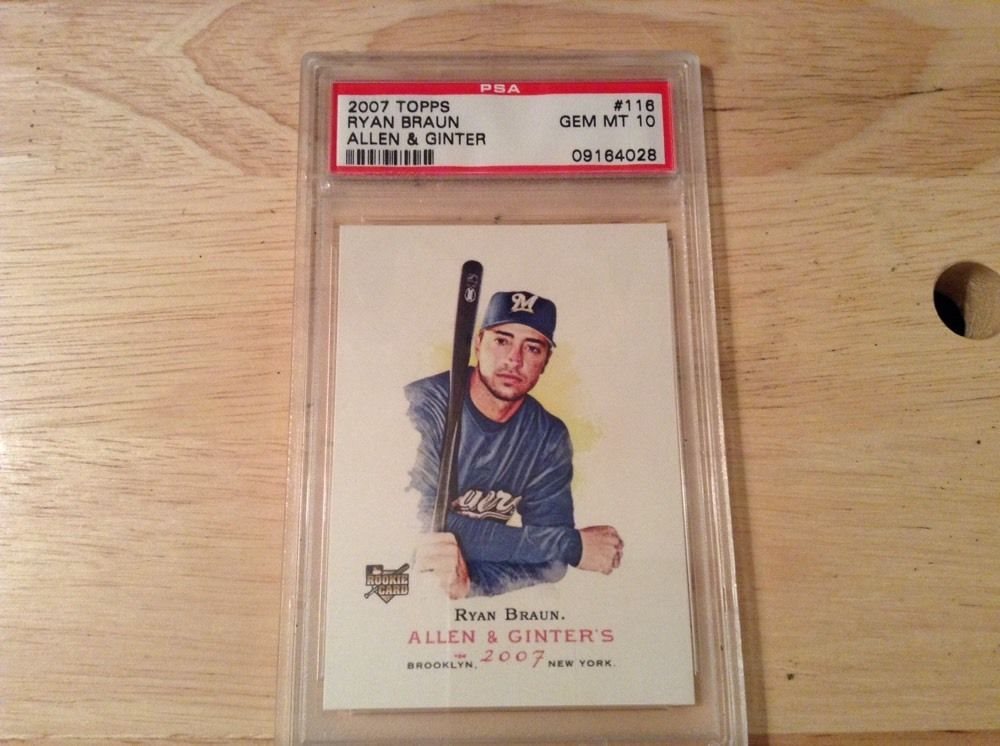 PSA
2007 TOPPS #116
RYAN BRAUN GEM MT 10
ALLEN & GINTER
09164028
M
gers
ROOKIE
CARD
RYAN BRAUN.
ALLEN & GINTER'S
2007
BROOKLYN, NEW YORK.